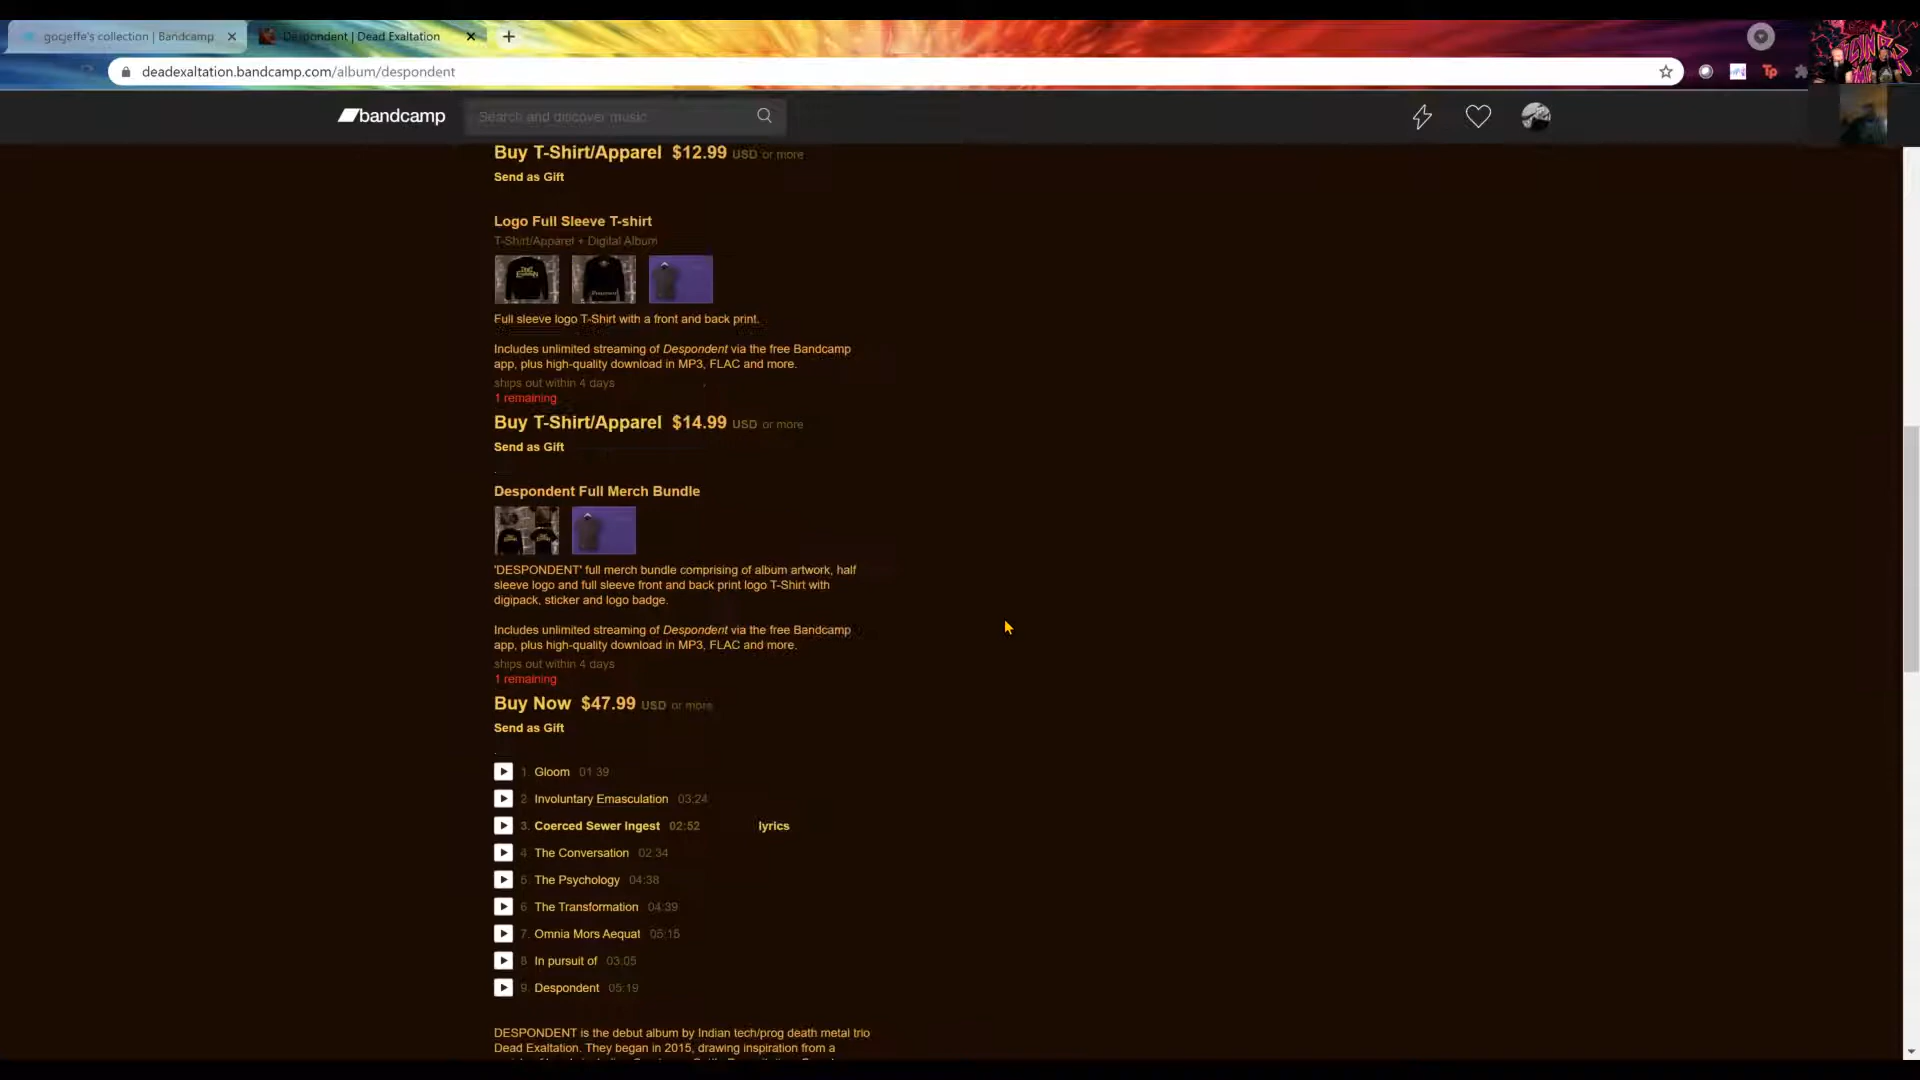 gocjeffe's collection | Bandcamp
Despondent | Dead Exaltation
deadexaltation.bandcamp.com/album/despondent
Tp
bandcamp
Search and discover music
Buy T-Shirt/Apparel $12.99 USD or more
Send as Gift
Logo Full Sleeve T-shirt
T-Shirt/Apparel + Digital Album
Full sleeve logo T-Shirt with a front and back print.
Includes unlimited streaming of Despondent via the free Bandcamp
app, plus high-quality download in MP3, FLAC and more.
ships out within 4 days
1 remaining
Buy T-Shirt/Apparel $14.99 USD or more
Send as Gift
Despondent Full Merch Bundle
'DESPONDENT' full merch bundle comprising of album artwork, half
sleeve logo and full sleeve front and back print logo T-Shirt with
digipack, sticker and logo badge.
Includes unlimited streaming of Despondent via the free Bandcamp
app, plus high-quality download in MP3, FLAC and more.
ships out within 4 days
1 remaining
Buy Now $47.99 USD or more
Send as Gift
1. Gloom 01:39
2. Involuntary Emasculation 03:24
3. Coerced Sewer Ingest 02:52 lyrics
4. The Conversation 02:34
5. The Psychology 04:38
6. The Transformation 04:39
7. Omnia Mors Aequat 05:15
8. In pursuit of 03:05
9. Despondent 05:19
DESPONDENT is the debut album by Indian tech/prog death metal trio
Dead Exaltation. They began in 2015, drawing inspiration from a